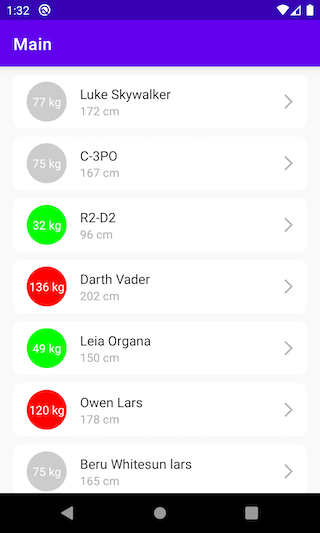 1:32
Main
77 kg
Luke Skywalker
172 cm
75 kg
C-3PO
167 cm
32 kg
R2-D2
96 cm
136 kg
Darth Vader
202 cm
49 kg
Leia Organa
150 cm
120 kg
Owen Lars
178 cm
75 kg
Beru Whitesun lars
165 cm